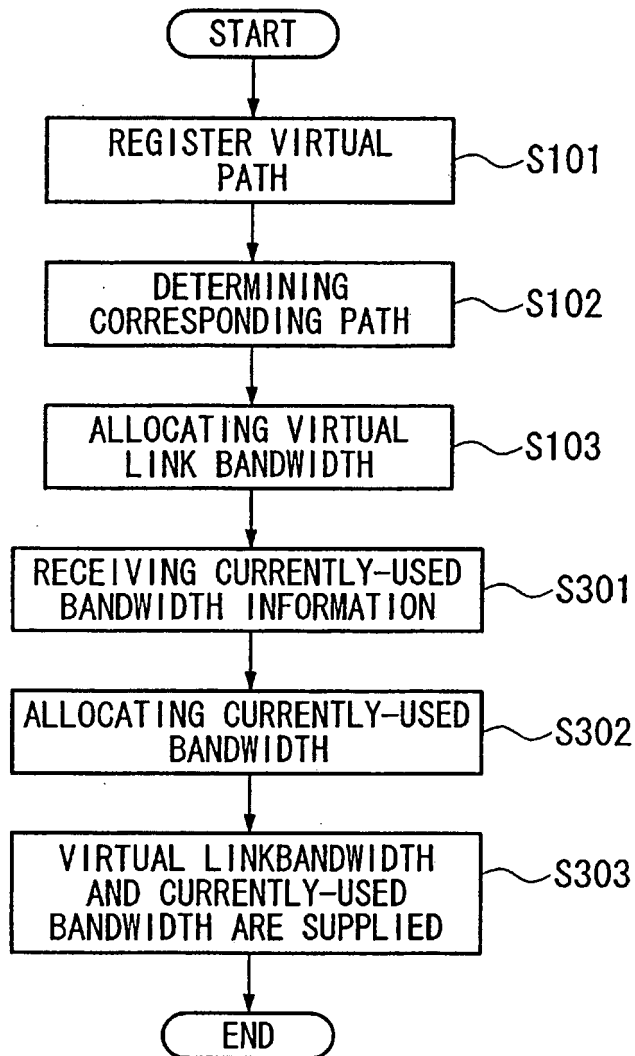 START
REGISTER VIRTUAL
PATH
S101
DETERMINING
CORRESPONDING PATH
S102
ALLOCATING VIRTUAL
LINK BANDWIDTH
S103
RECEIVING CURRENTLY-USED
BANDWIDTH INFORMATION
S301
ALLOCATING CURRENTLY-USED
BANDWIDTH
S302
VIRTUAL LINKBANDWIDTH
AND CURRENTLY-USED
BANDWIDTH ARE SUPPLIED
S303
END